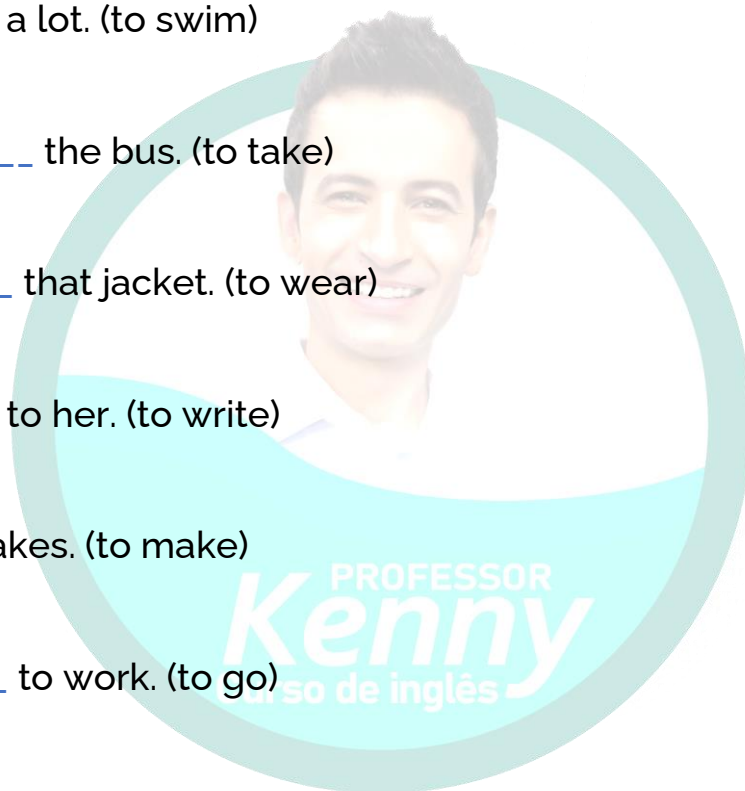 a lot. (to swim)
__ the bus. (to take)
_ that jacket. (to wear)
to her. (to write)
akes. (to make)
PROFESSOR
Kenny
_ to work. (to go)
Curso de inglês